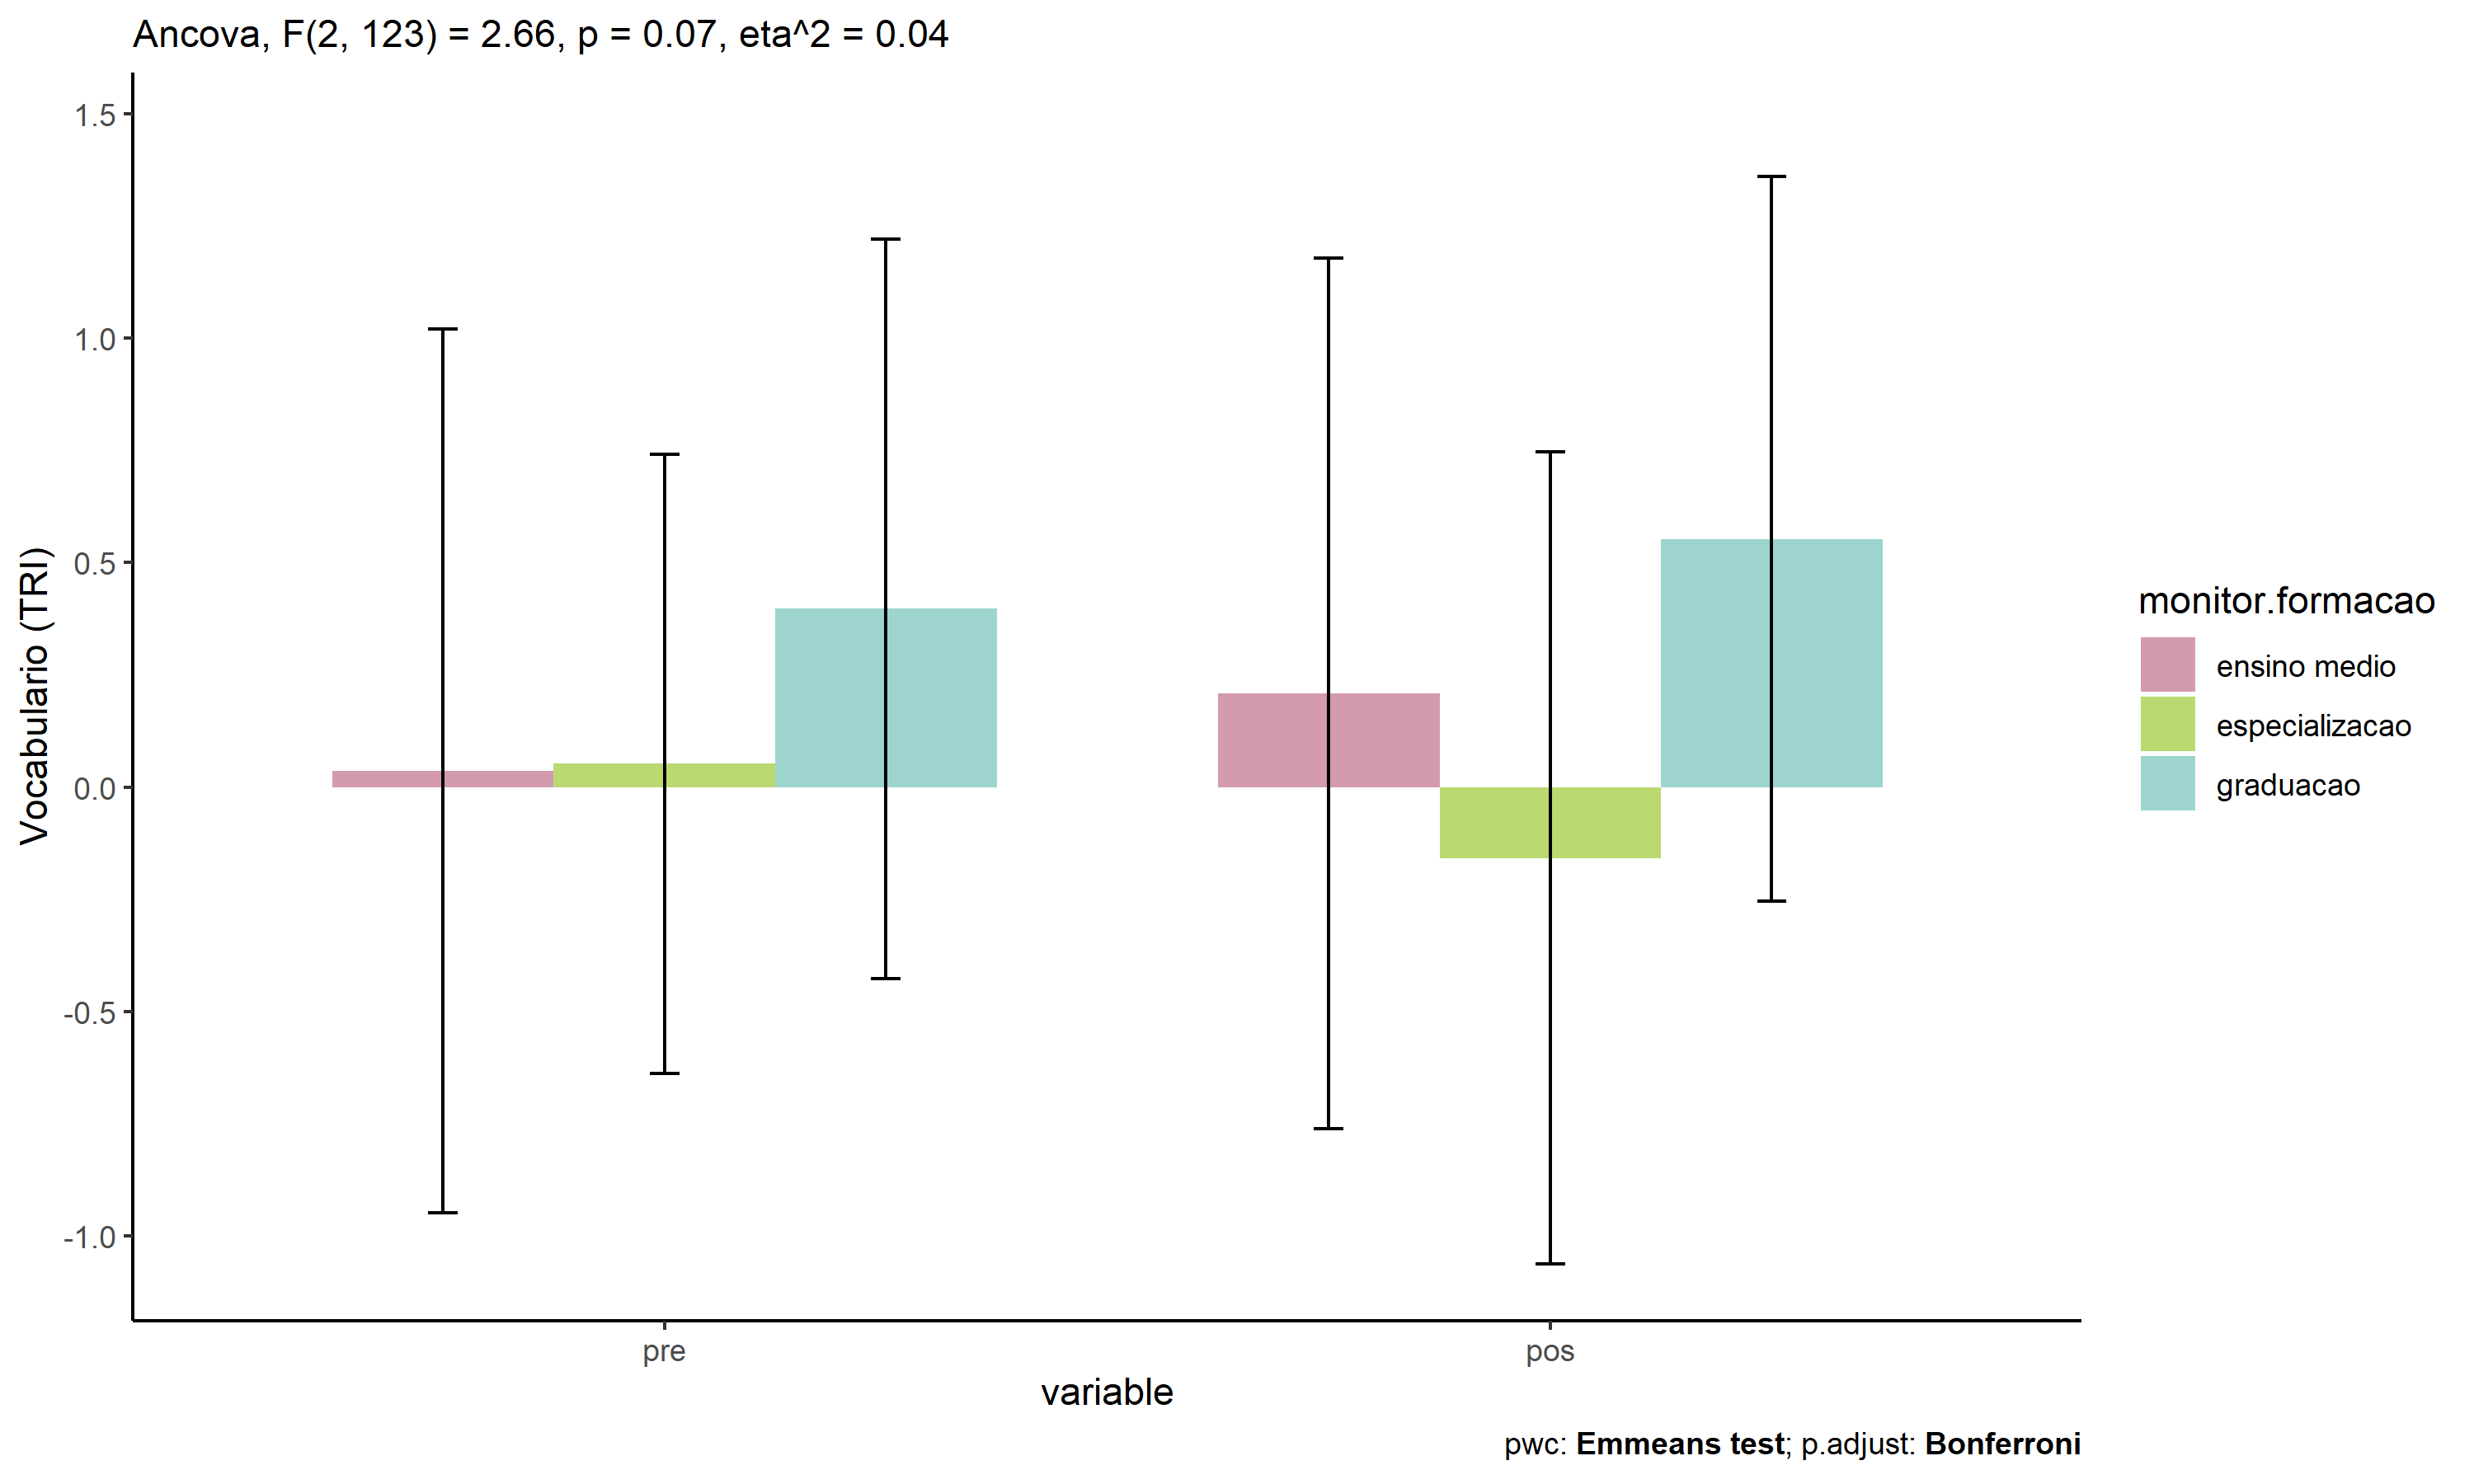 Ancova, F(2, 123) = 2.66, p = 0.07, eta^2 = 0.04
Vocabulario (TRI)
1.5
1.0
0.5
0.0
-0.5
-1.0
pre
pos
variable
monitor.formacao
ensino medio
especializacao
graduacao
pwc: Emmeans test; p.adjust: Bonferroni